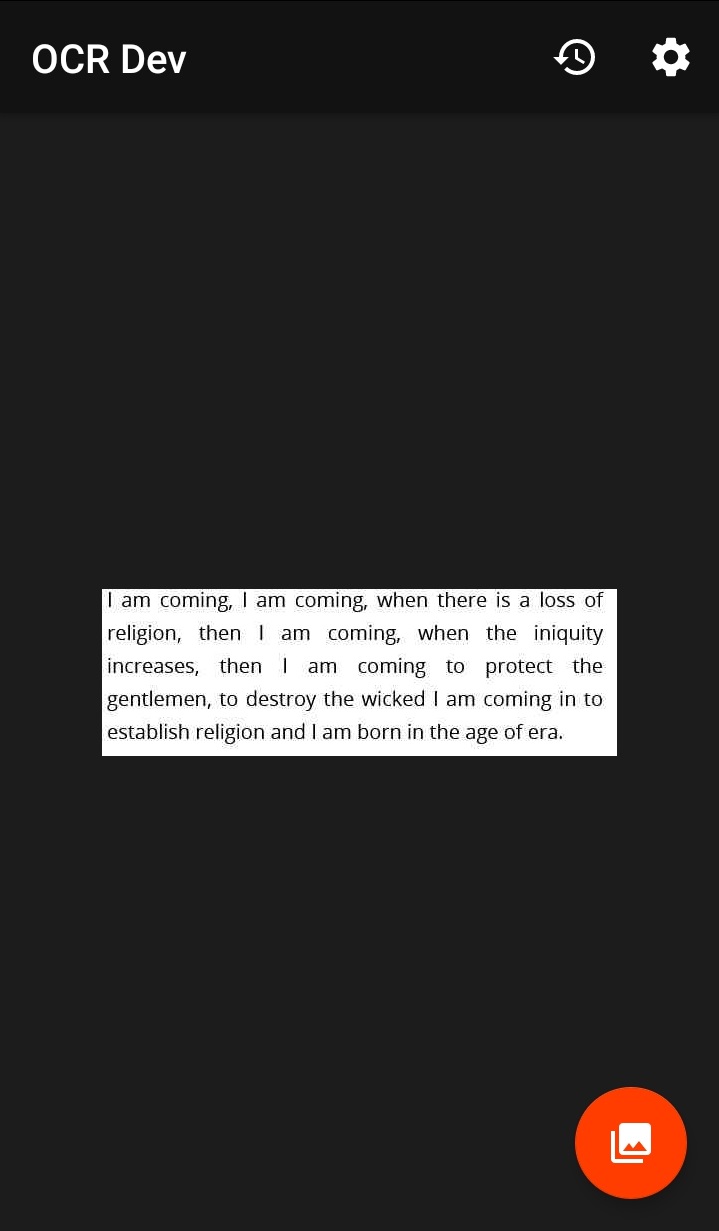 OCR Dev
I am coming, I am coming, when there is a loss of
religion, then I am coming, when the iniquity
increases, then I am coming to protect the
gentlemen, to destroy the wicked I am coming in to
establish religion and I am born in the age of era.